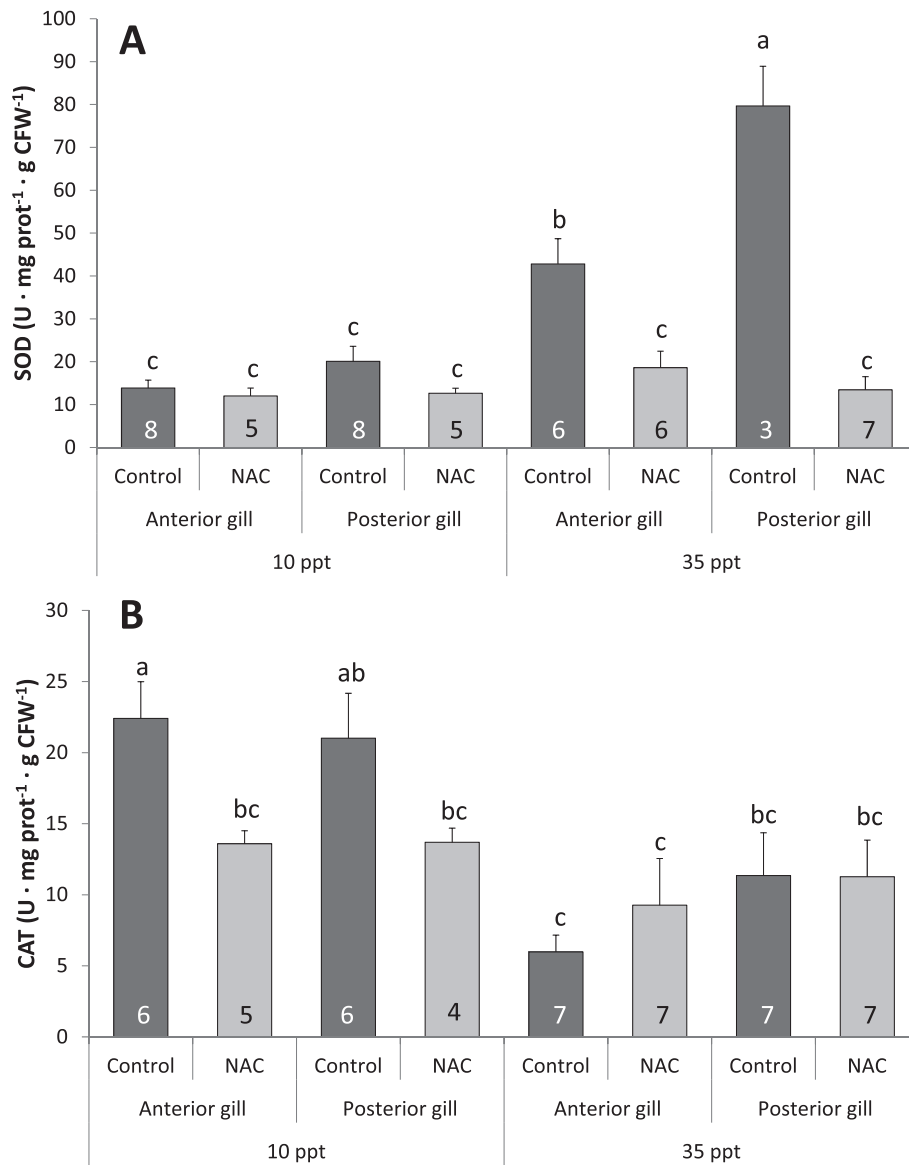 A
SOD (U · mg prot⁻¹ · g CFW⁻¹)
100
90
80
70
60
50
40
30
20
10
0
c
c
c
c
b
c
a
c
8
5
8
5
6
6
3
7
Control
NAC
Control
NAC
Control
NAC
Control
NAC
Anterior gill
Posterior gill
Anterior gill
Posterior gill
10 ppt
35 ppt
B
CAT (U · mg prot⁻¹ · g CFW⁻¹)
30
25
20
15
10
5
0
a
bc
ab
bc
c
c
bc
bc
6
5
6
4
7
7
7
7
Control
NAC
Control
NAC
Control
NAC
Control
NAC
Anterior gill
Posterior gill
Anterior gill
Posterior gill
10 ppt
35 ppt